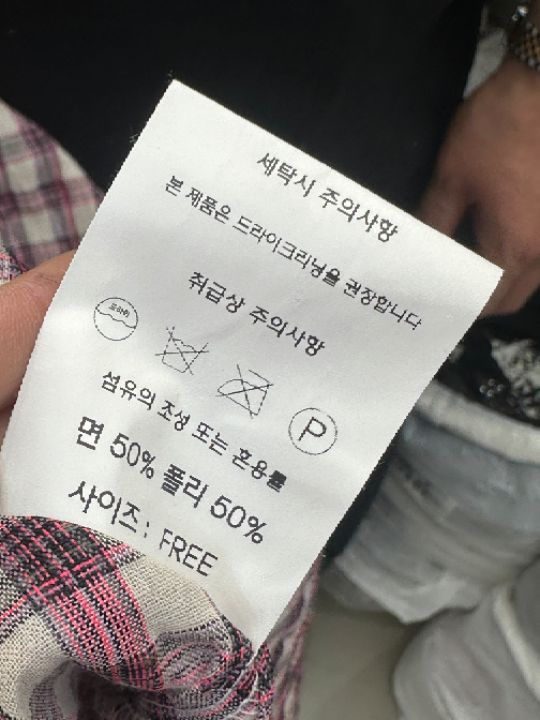 세탁시 주의사항
본 제품은 드라이크리닝을 권장합니다
취급상 주의사항
P
섬유의 조성 또는 혼용률
면 50% 폴리 50%
사이즈: FREE